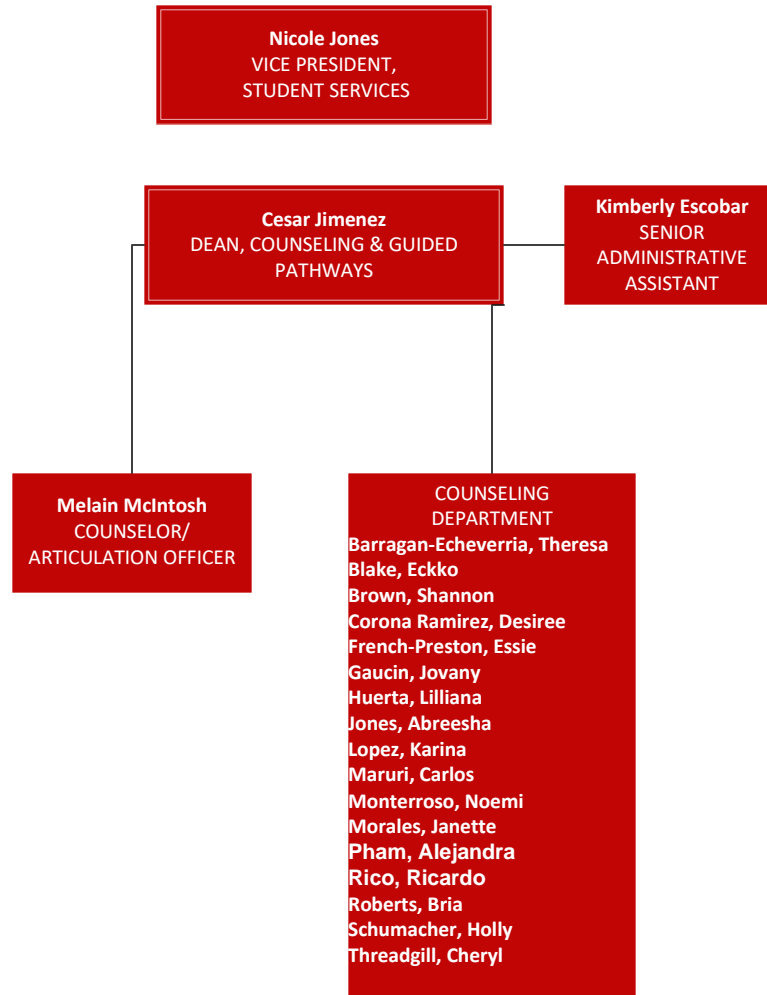 Nicole Jones
VICE PRESIDENT,
STUDENT SERVICES
Cesar Jimenez
DEAN, COUNSELING & GUIDED
PATHWAYS
Kimberly Escobar
SENIOR
ADMINISTRATIVE
ASSISTANT
Melain McIntosh
COUNSELOR/
ARTICULATION OFFICER
COUNSELING
DEPARTMENT
Barragan-Echeverria, Theresa
Blake, Eckko
Brown, Shannon
Corona Ramirez, Desiree
French-Preston, Essie
Gaucin, Jovany
Huerta, Lilliana
Jones, Abreesha
Lopez, Karina
Maruri, Carlos
Monterroso, Noemi
Morales, Janette
Pham, Alejandra
Rico, Ricardo
Roberts, Bria
Schumacher, Holly
Threadgill, Cheryl